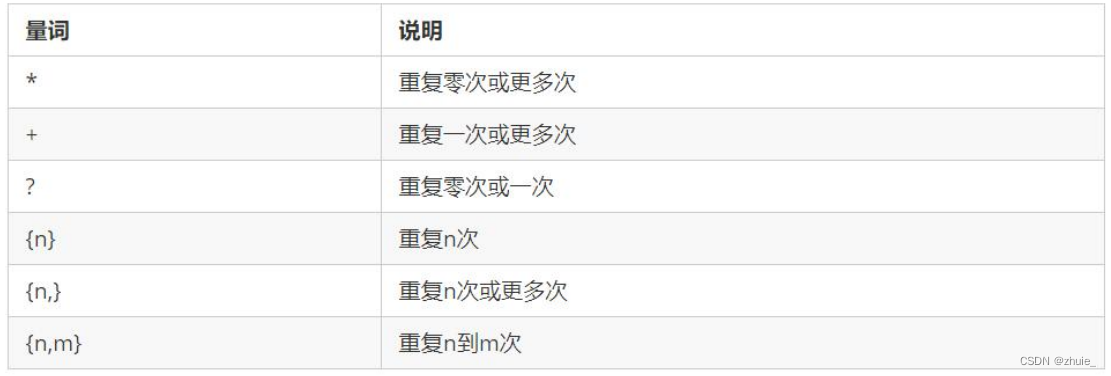 量词 说明
* 重复零次或更多次
+ 重复一次或更多次
? 重复零次或一次
{n} 重复n次
{n,} 重复n次或更多次
{n,m} 重复n到m次
CSDN @zhuie_